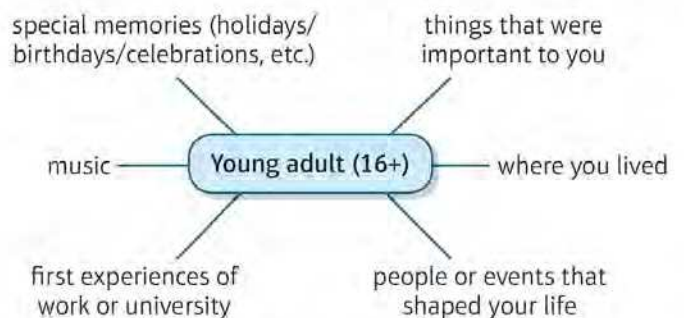 special memories (holidays/
birthdays/celebrations, etc.)
things that were
important to you
music
Young adult (16+)
where you lived
first experiences of
work or university
people or events that
shaped your life